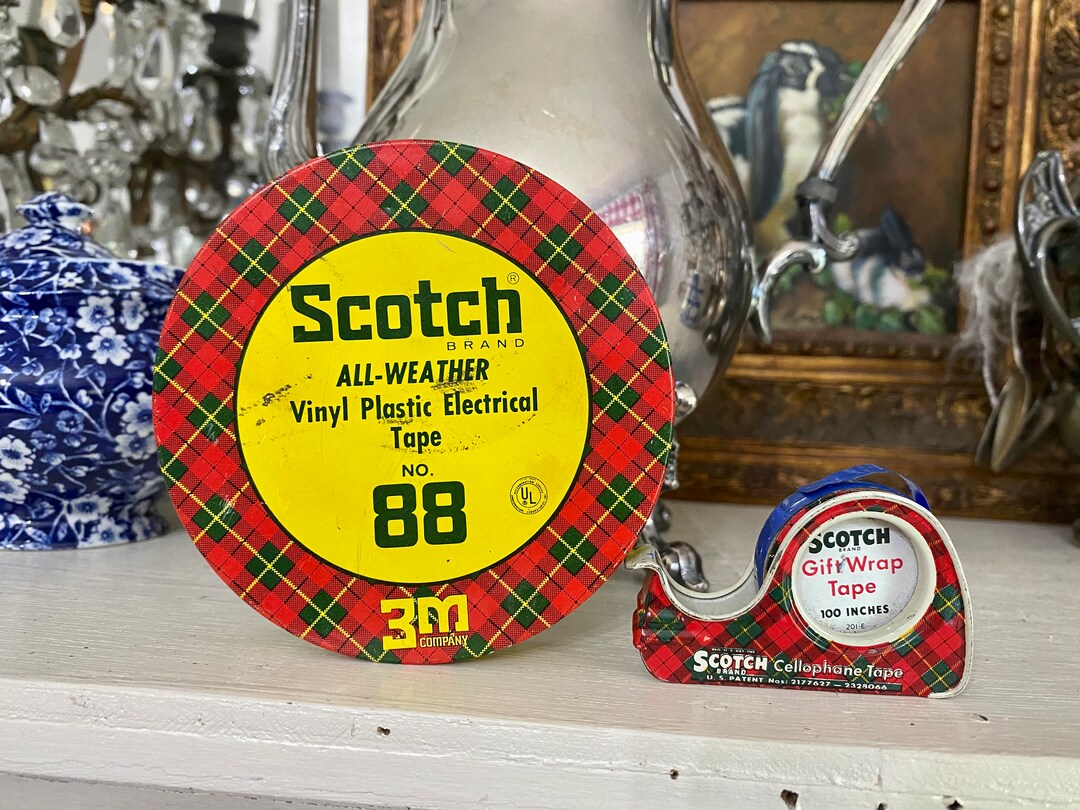 Scotch®
BRAND
ALL-WEATHER
Vinyl Plastic Electrical
Tape
NO.
88
UL
3M
COMPANY
SCOTCH
BRAND
Gift Wrap
Tape
100 INCHES
201-E
SCOTCH Cellophane Tape
BRAND
U. S. PATENT Nos: 2177627 — 2328066